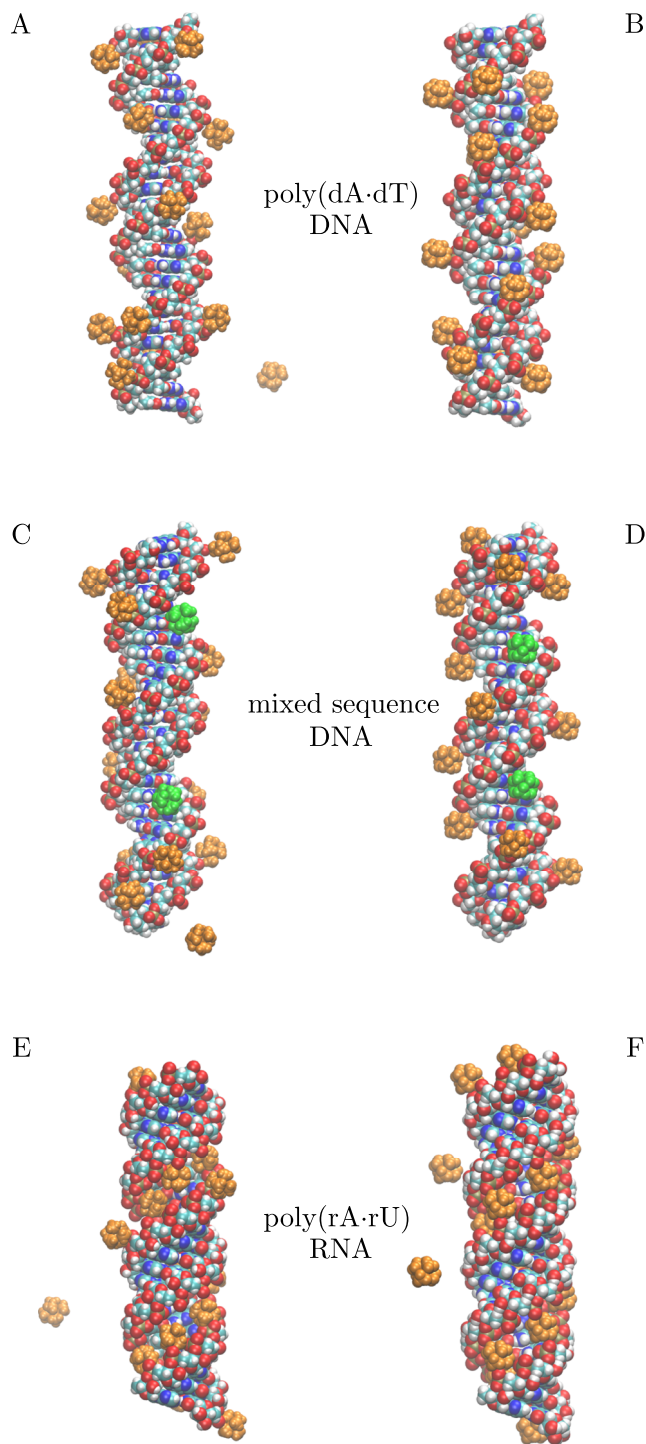 A
B
poly(dA·dT)
DNA
C
D
mixed sequence
DNA
E
F
poly(rA·rU)
RNA